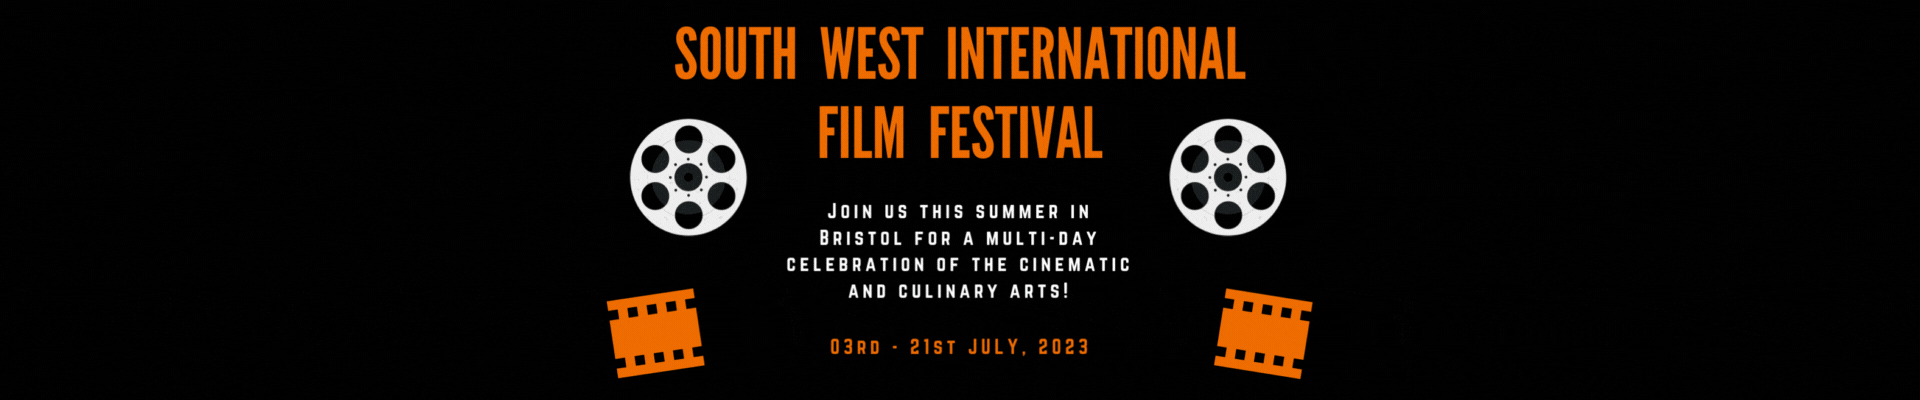 SOUTH WEST INTERNATIONAL
FILM FESTIVAL
Join us this summer in
Bristol for a multi-day
celebration of the cinematic
and culinary arts!
03rd - 21st JULY, 2023